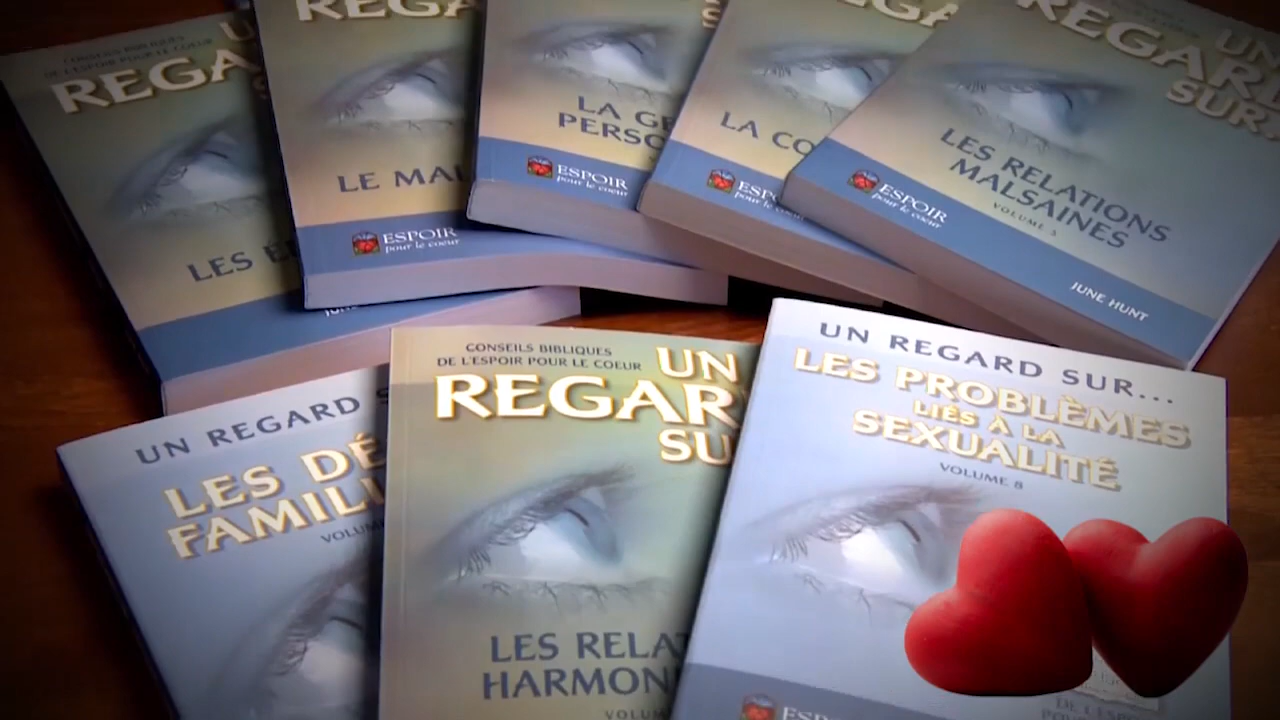 CONSEILS BIBLIQUES
DE L'ESPOIR POUR LE COEUR
REGA
LES
REGA
LE MAL
ESPOIR
pour le coeur
LA
PERSO
ESPOIR
pour le coeur
LA CO
pour le coeur
UN
REGARD
SUR...
LES RELATIONS
MALSAINES
VOLUME 5
ESPOIR
pour le coeur
JUNE HUNT
UN REGARD
LES DÉ
FAMILI
CONSEILS BIBLIQUES
DE L'ESPOIR POUR LE COEUR
UN
REGAR
SU
LES RELAT
HARMON
UN REGARD SUR...
LES PROBLÈMES
LIÉS À LA
SEXUALITÉ
VOLUME 8